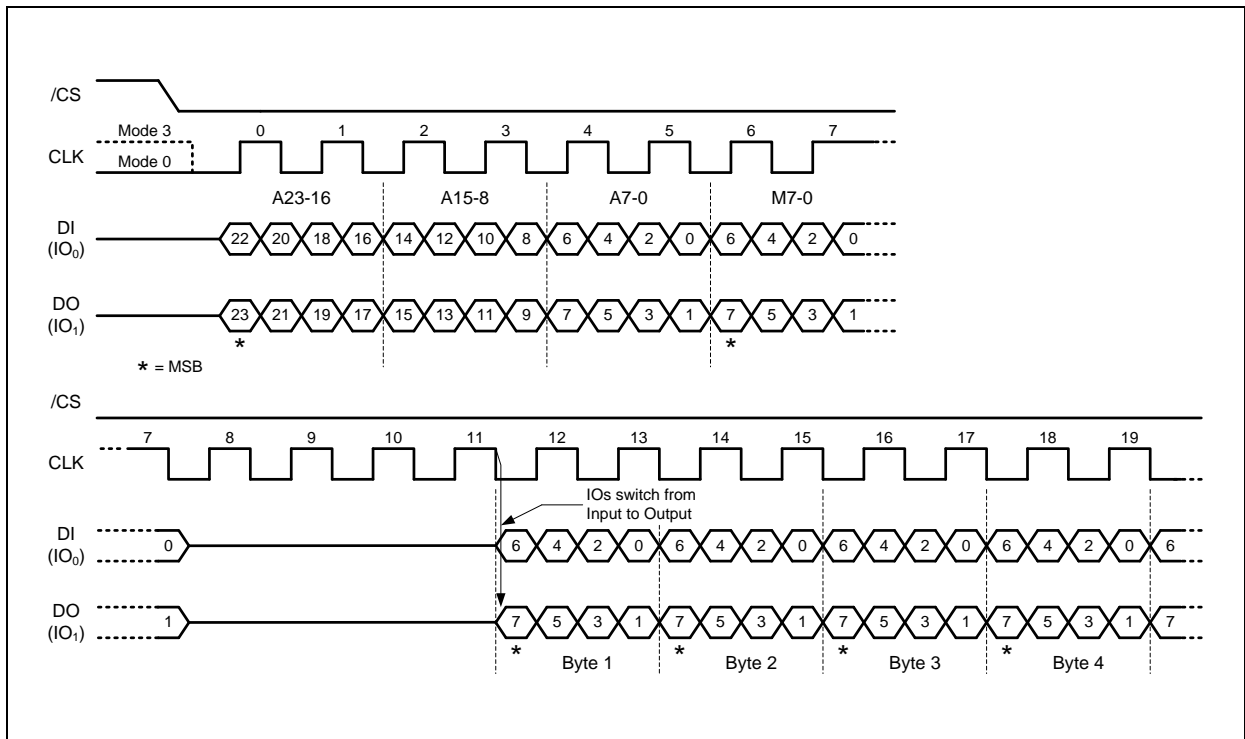 /CS
Mode 3 0 1 2 3 4 5 6 7
CLK
Mode 0
A23-16 A15-8 A7-0 M7-0
DI
(IO0) 22 20 18 16 14 12 10 8 6 4 2 0 6 4 2 0
DO
(IO1) 23 21 19 17 15 13 11 9 7 5 3 1 7 5 3 1
* *
* = MSB
/CS
7 8 9 10 11 12 13 14 15 16 17 18 19
CLK
IOs switch from
Input to Output
DI
(IO0) 0 6 4 2 0 6 4 2 0 6 4 2 0 6 4 2 0 6
DO
(IO1) 1 7 5 3 1 7 5 3 1 7 5 3 1 7 5 3 1 7
* * * *
Byte 1 Byte 2 Byte 3 Byte 4